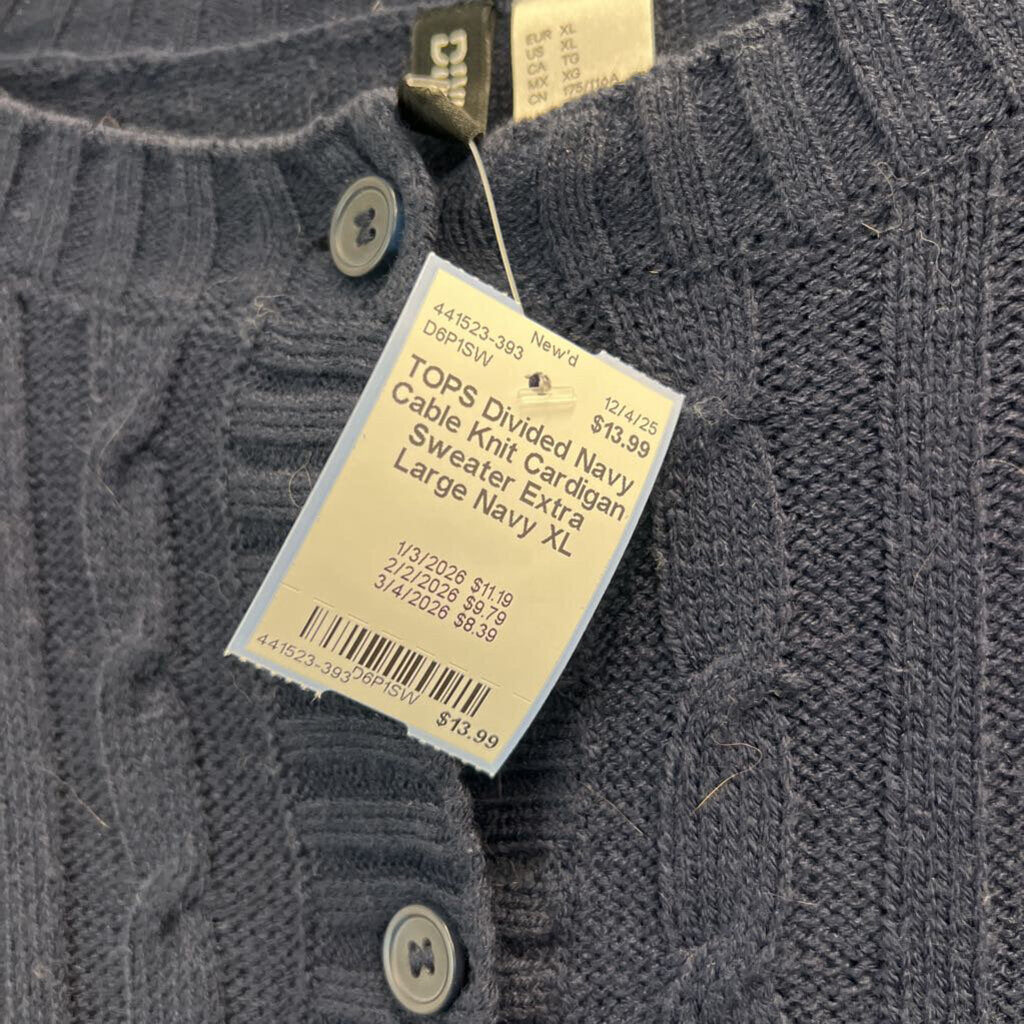 EUR XL
US XL
CA TG
MX XG
CN 175/116A
441523-393 New'd
D6P1SW 12/4/25
$13.99
TOPS Divided Navy
Cable Knit Cardigan
Sweater Extra
Large Navy XL
1/3/2026 $11.19
2/2/2026 $9.79
3/4/2026 $8.39
441523-393 D6P1SW
$13.99